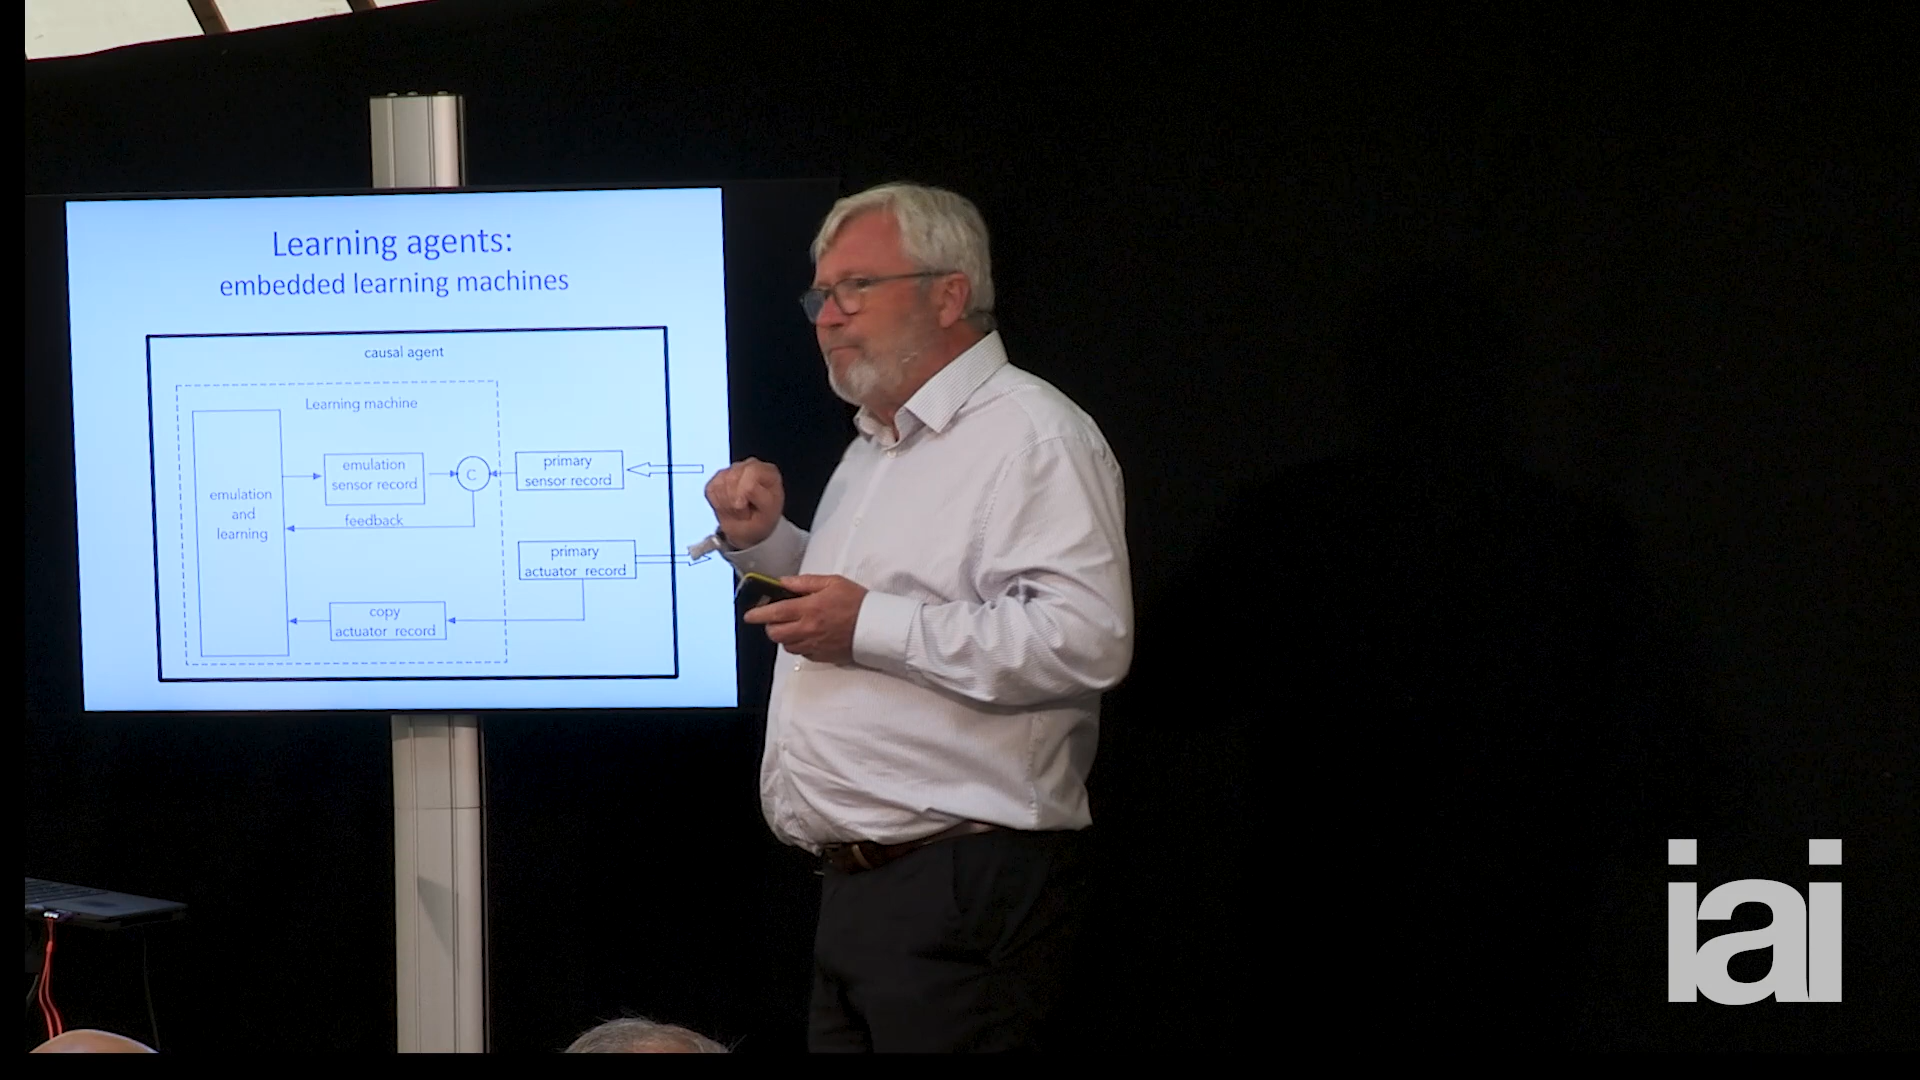 Learning agents:
embedded learning machines
causal agent
Learning machine
emulation
sensor record
C
primary
sensor record
emulation
and
learning
feedback
primary
actuator record
copy
actuator record
iai